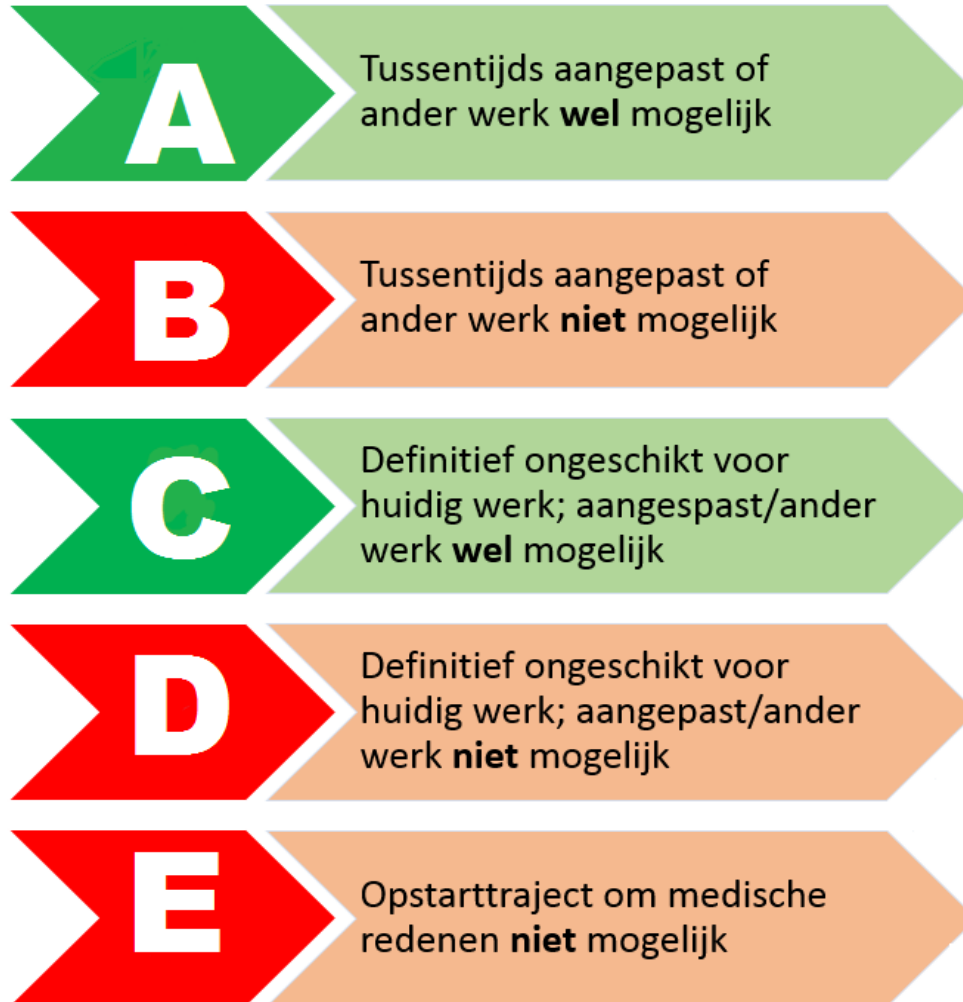 A
Tussentijds aangepast of
ander werk wel mogelijk
B
Tussentijds aangepast of
ander werk niet mogelijk
C
Definitief ongeschikt voor
huidig werk; aangespast/ander
werk wel mogelijk
D
Definitief ongeschikt voor
huidig werk; aangepast/ander
werk niet mogelijk
E
Opstarttraject om medische
redenen niet mogelijk